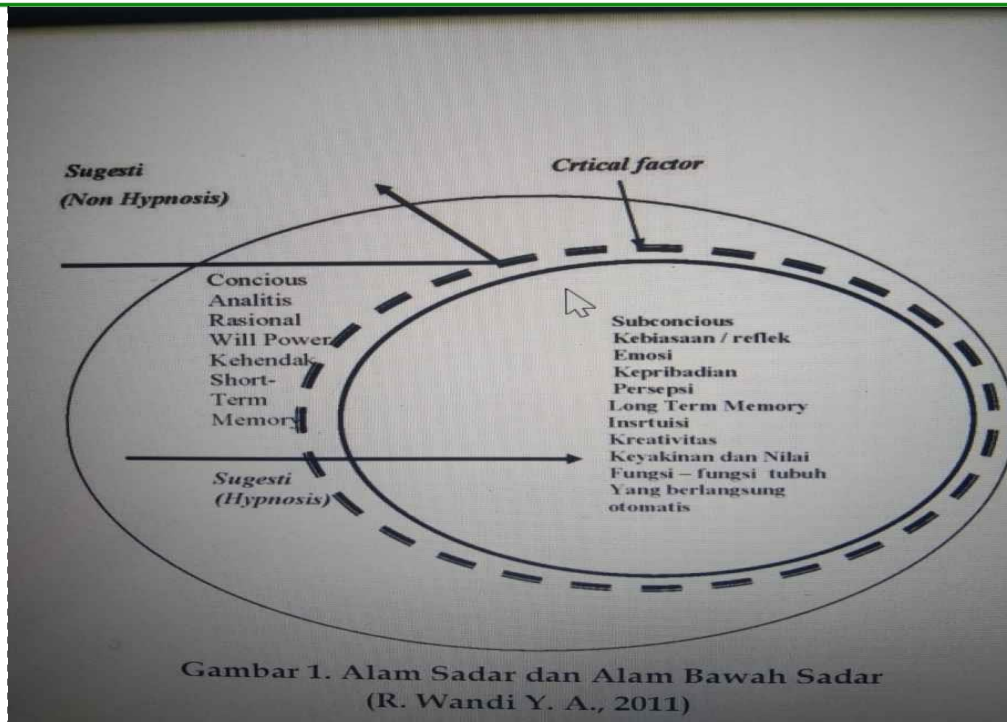 Sugesti
(Non Hypnosis)
Crtical factor
Concious
Analitis
Rasional
Will Power
Kehendak
Short-
Term
Memory
Subconcious
Kebiasaan / reflek
Emosi
Kepribadian
Persepsi
Long Term Memory
Insrtuisi
Kreativitas
Keyakinan dan Nilai
Fungsi – fungsi tubuh
Yang berlangsung
otomatis
Sugesti
(Hypnosis)
Gambar 1. Alam Sadar dan Alam Bawah Sadar
(R. Wandi Y. A., 2011)